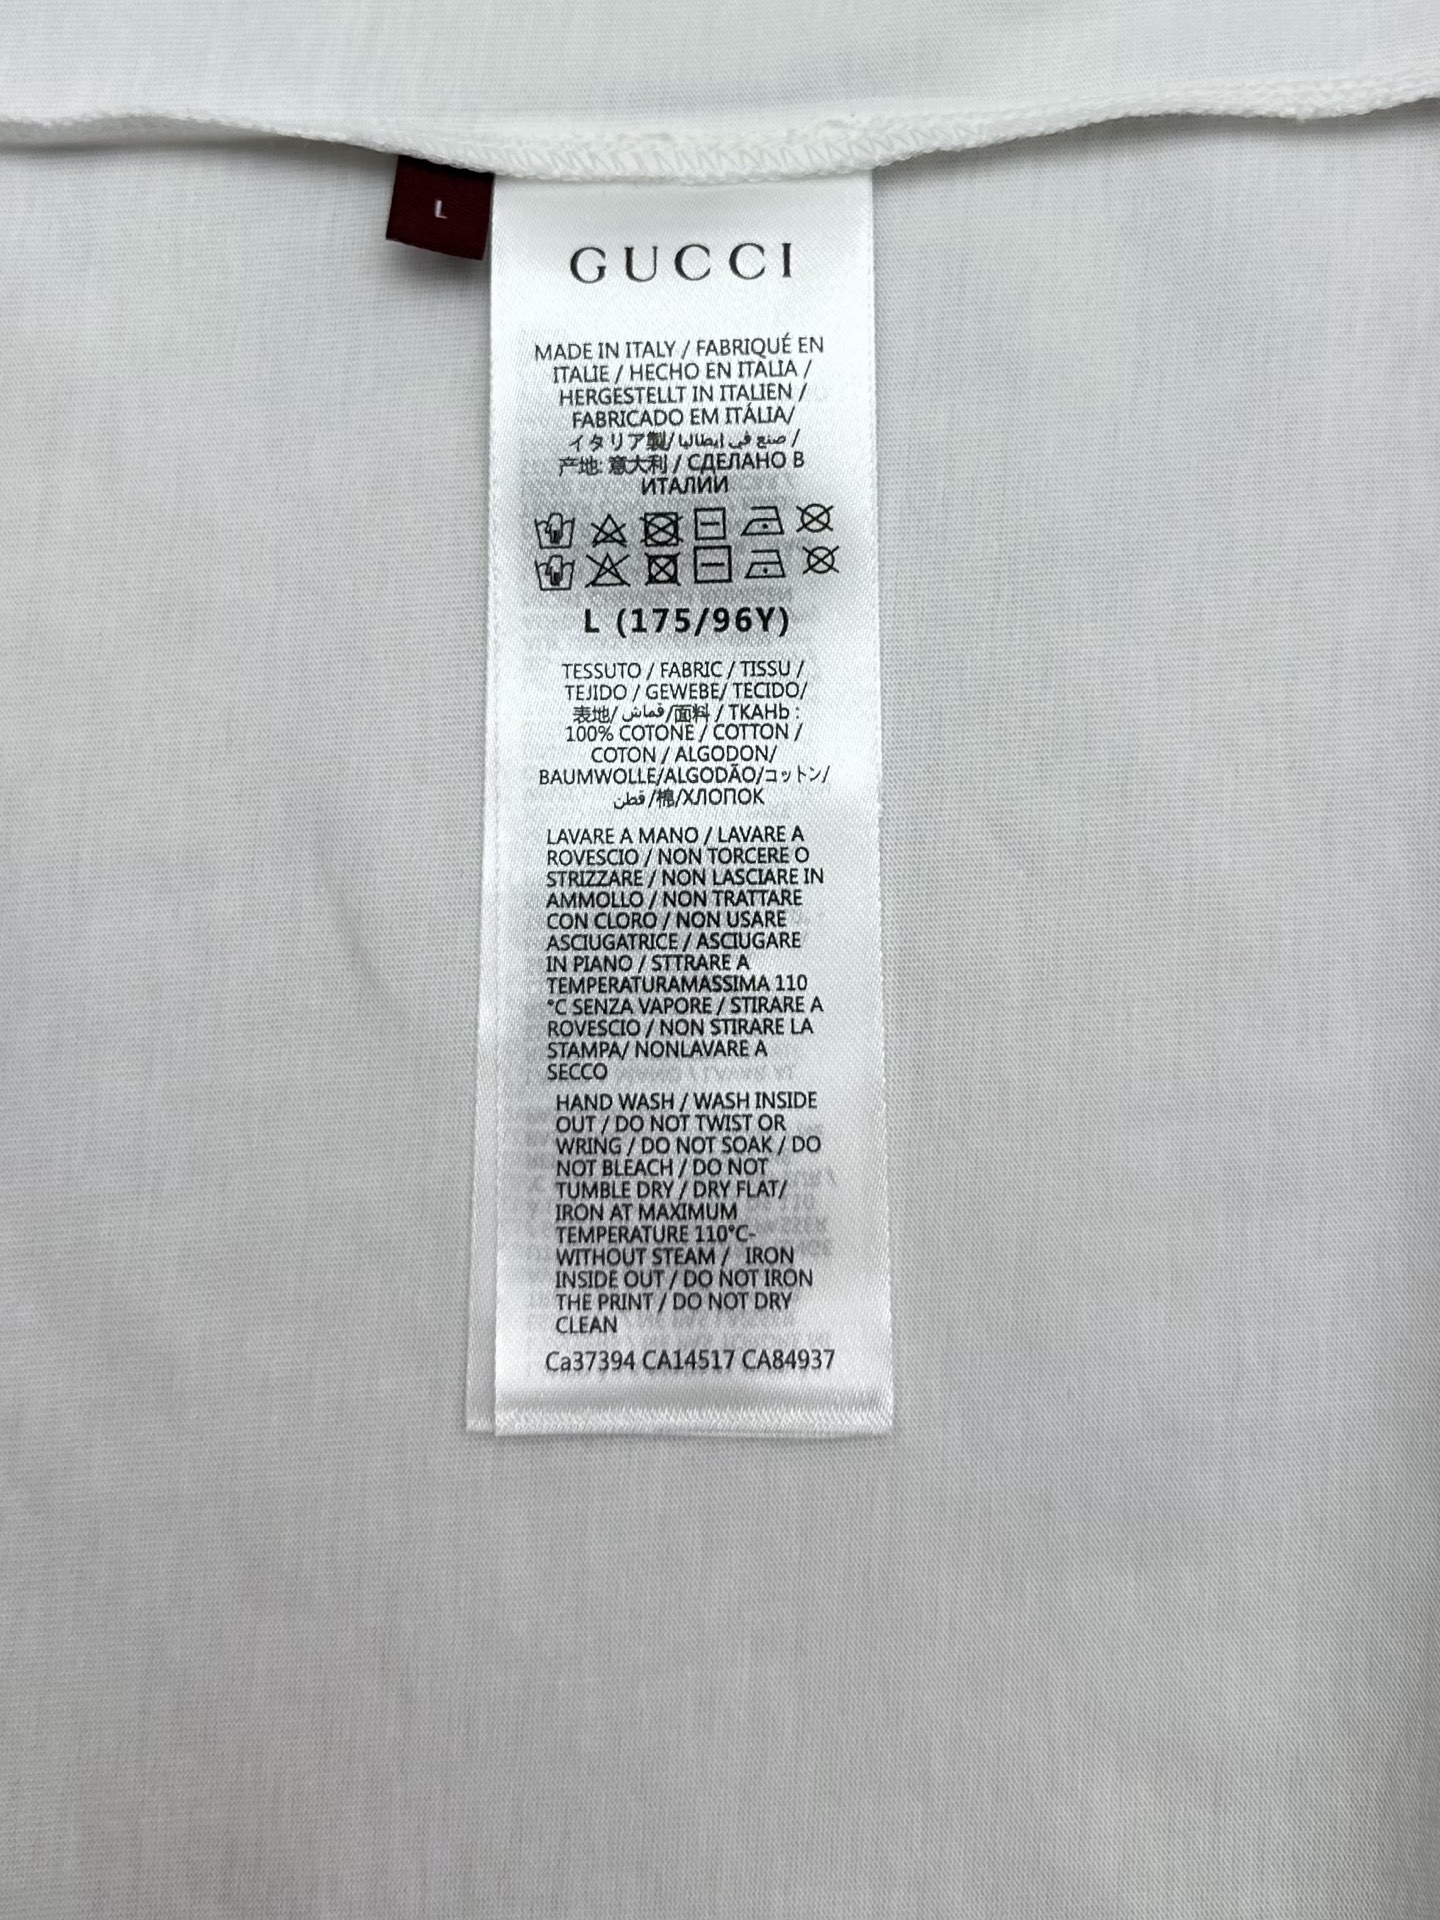 L
GUCCI
MADE IN ITALY / FABRIQUÉ EN
ITALIE / HECHO EN ITALIA /
HERGESTELLT IN ITALIEN /
FABRICADO EM ITÁLIA/
イタリア製/صنع في إيطاليا /
产地: 意大利 / СДЕЛАНО В
ИТАЛИИ
L (175/96Y)
TESSUTO / FABRIC / TISSU /
TEJIDO / GEWEBE/ TECIDO/
表地/قماش/面料 / TKAHb :
100% COTONE / COTTON /
COTON / ALGODON/
BAUMWOLLE/ALGODÃO/コットン/
قطن/棉/ХЛОПОК
LAVARE A MANO / LAVARE A
ROVESCIO / NON TORCERE O
STRIZZARE / NON LASCIARE IN
AMMOLLO / NON TRATTARE
CON CLORO / NON USARE
ASCIUGATRICE / ASCIUGARE
IN PIANO / STTRARE A
TEMPERATURAMASSIMA 110
°C SENZA VAPORE / STIRARE A
ROVESCIO / NON STIRARE LA
STAMPA/ NONLAVARE A
SECCO
HAND WASH / WASH INSIDE
OUT / DO NOT TWIST OR
WRING / DO NOT SOAK / DO
NOT BLEACH / DO NOT
TUMBLE DRY / DRY FLAT/
IRON AT MAXIMUM
TEMPERATURE 110°C-
WITHOUT STEAM / IRON
INSIDE OUT / DO NOT IRON
THE PRINT / DO NOT DRY
CLEAN
Ca37394 CA14517 CA84937